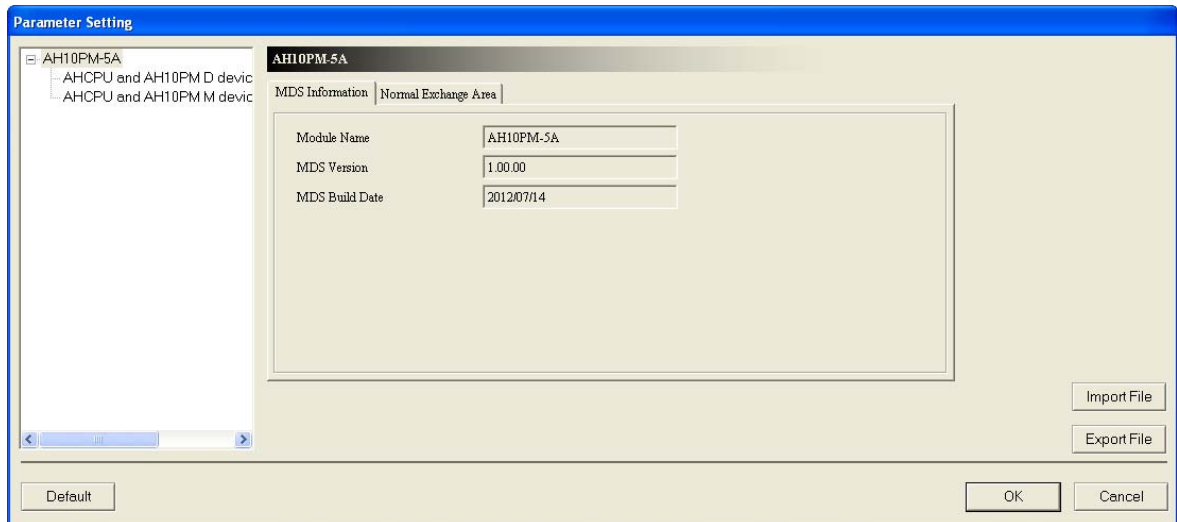 Parameter Setting
AH10PM-5A
AHCPU and AH10PM D devic
AHCPU and AH10PM M devic
AH10PM-5A
MDS Information
Normal Exchange Area
Module Name
AH10PM-5A
MDS Version
1.00.00
MDS Build Date
2012/07/14
Import File
Export File
Default
OK
Cancel